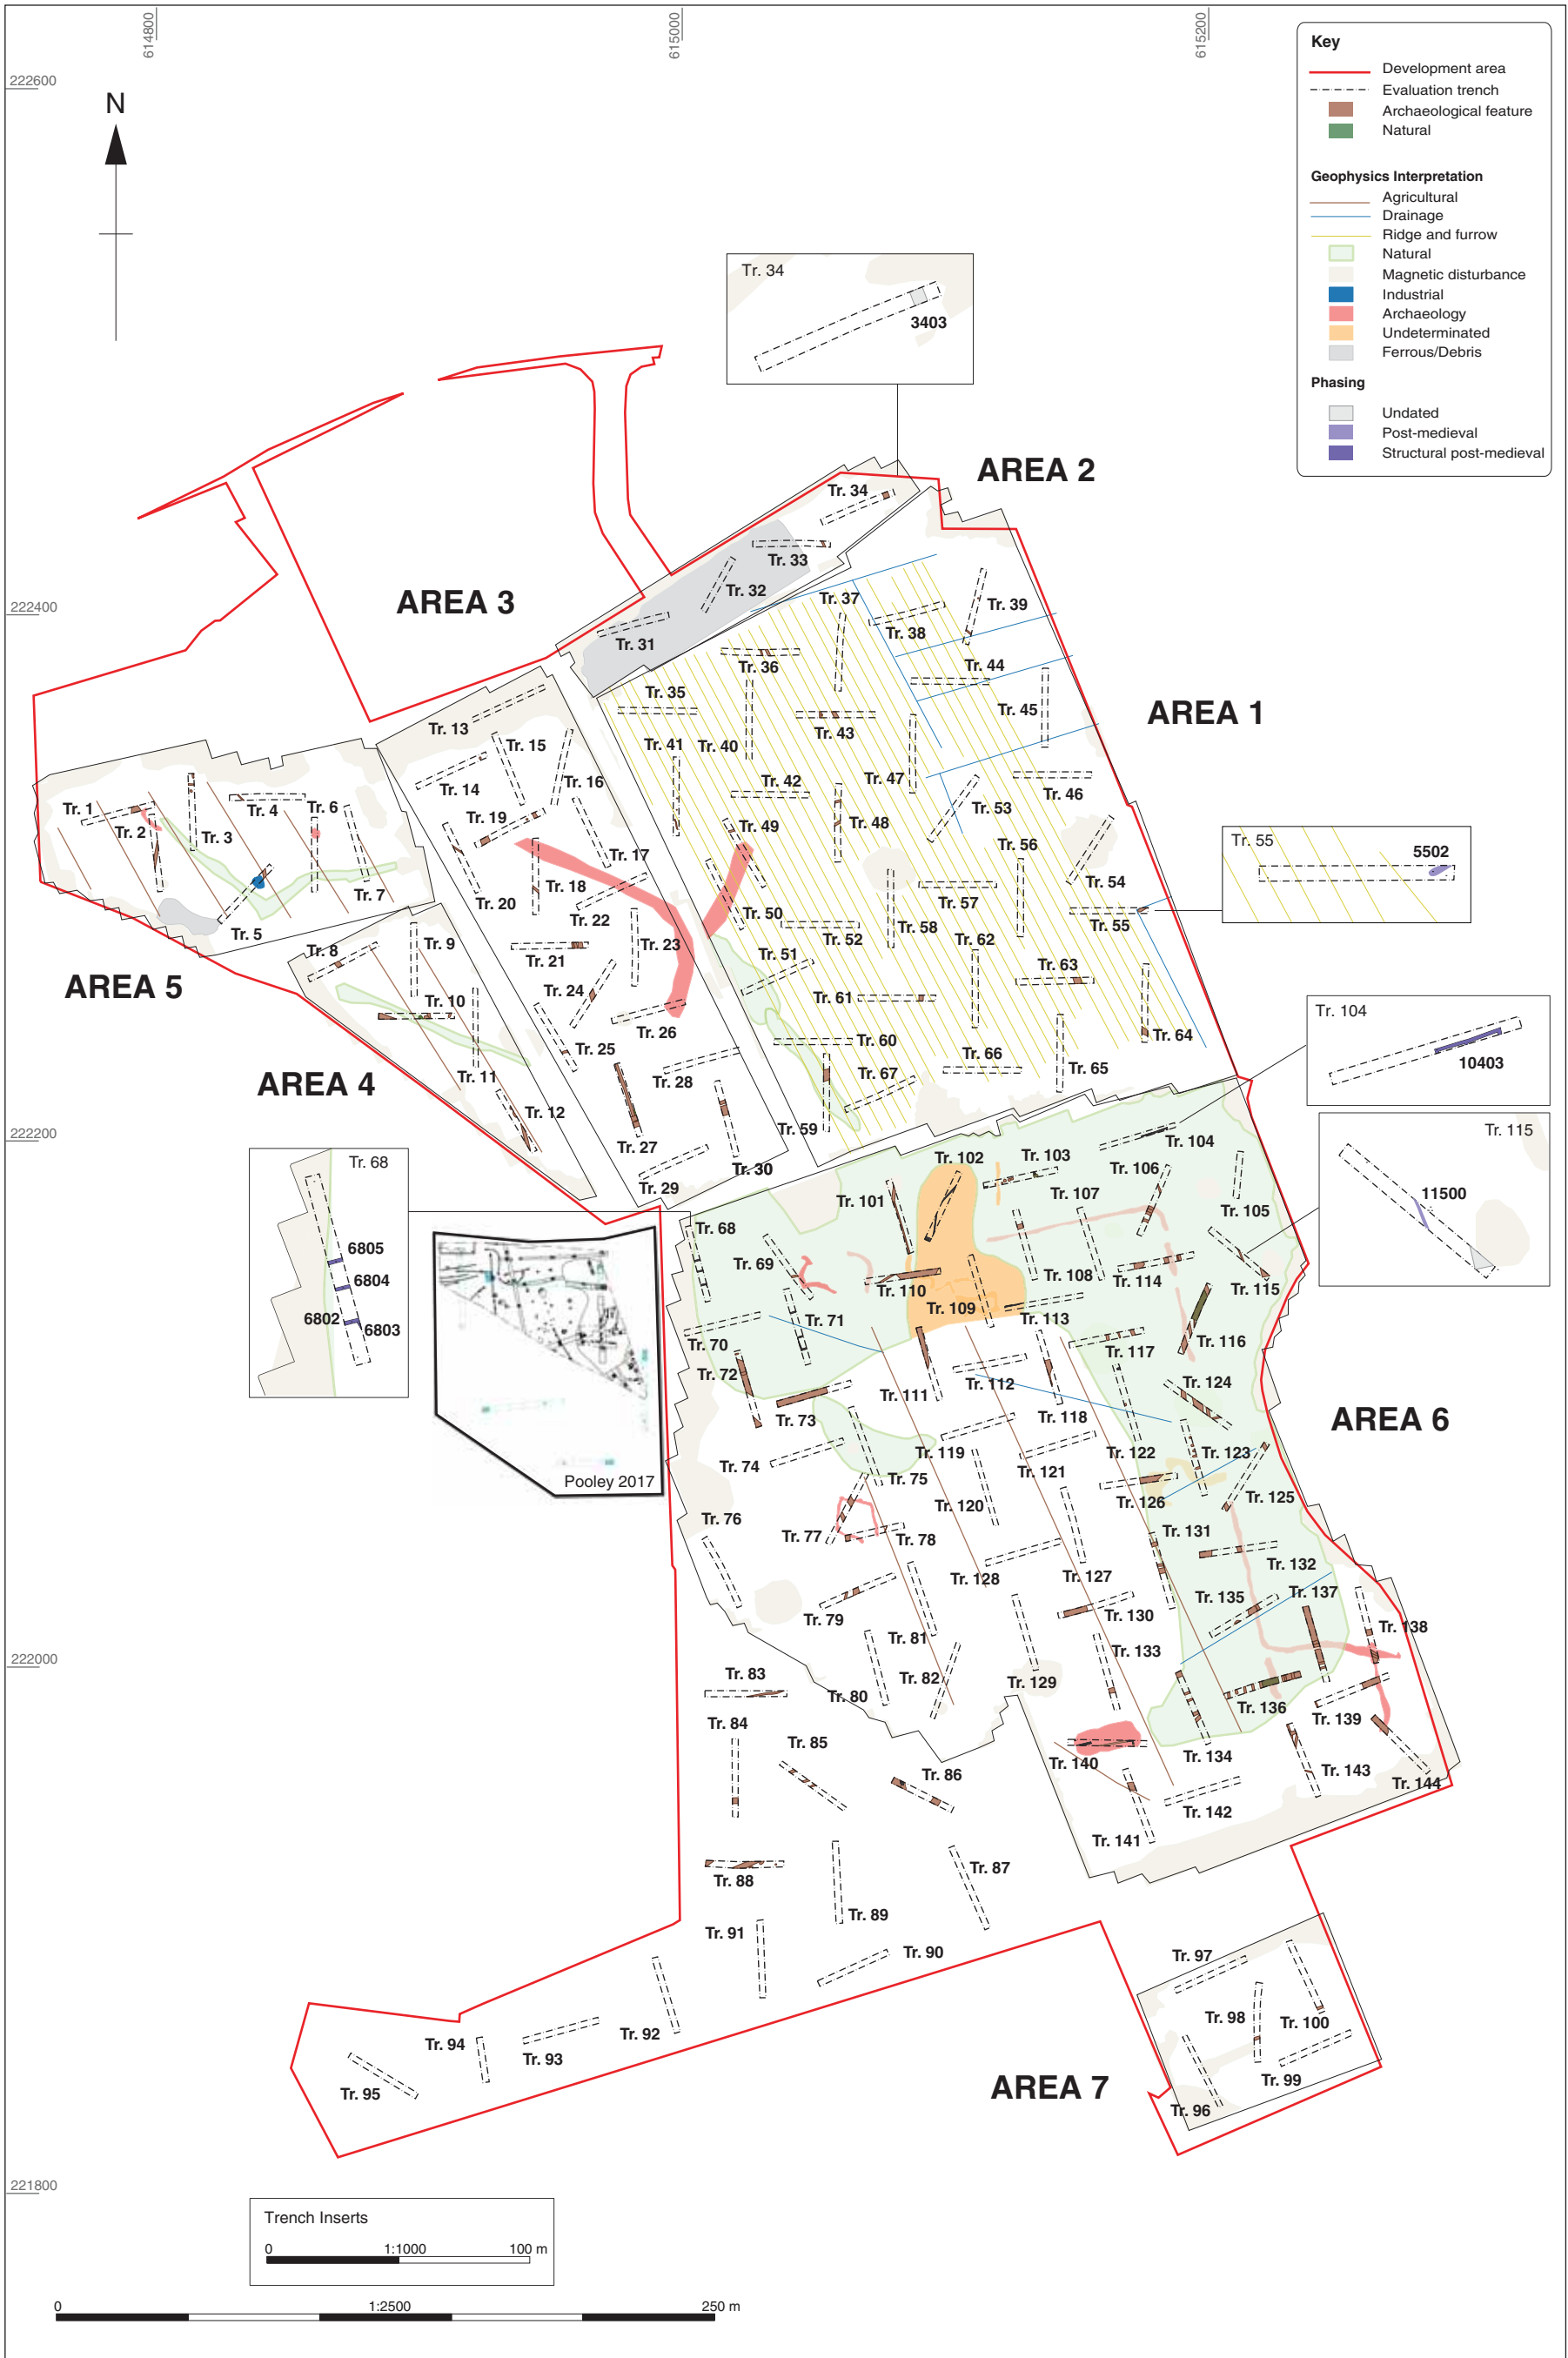 614800
615000
615200
222600
N
Key
Development area
Evaluation trench
Archaeological feature
Natural
Geophysics Interpretation
Agricultural
Drainage
Ridge and furrow
Natural
Magnetic disturbance
Industrial
Archaeology
Undeterminated
Ferrous/Debris
Phasing
Undated
Post-medieval
Structural post-medieval
Tr. 34
3403
AREA 2
Tr. 34
Tr. 33
Tr. 32
Tr. 31
AREA 3
222400
Tr. 37
Tr. 38
Tr. 39
Tr. 36
Tr. 44
Tr. 35
Tr. 45
AREA 1
Tr. 13
Tr. 15
Tr. 41
Tr. 40
Tr. 43
Tr. 14
Tr. 16
Tr. 42
Tr. 47
Tr. 46
Tr. 1
Tr. 2
Tr. 3
Tr. 4
Tr. 6
Tr. 19
Tr. 49
Tr. 48
Tr. 53
Tr. 56
Tr. 55
5502
Tr. 17
Tr. 7
Tr. 20
Tr. 18
Tr. 54
Tr. 5
Tr. 22
Tr. 50
Tr. 57
Tr. 55
Tr. 8
Tr. 9
Tr. 21
Tr. 23
Tr. 52
Tr. 58
Tr. 62
AREA 5
Tr. 51
Tr. 63
Tr. 10
Tr. 24
Tr. 61
Tr. 104
10403
Tr. 26
Tr. 25
Tr. 60
Tr. 64
Tr. 11
Tr. 28
Tr. 66
Tr. 65
AREA 4
Tr. 12
Tr. 67
Tr. 27
Tr. 59
Tr. 115
11500
222200
Tr. 30
Tr. 29
Tr. 104
Tr. 68
6805
6804
6802
6803
Tr. 102
Tr. 103
Tr. 106
Tr. 101
Tr. 107
Tr. 105
Tr. 68
Tr. 69
Tr. 108
Tr. 114
Tr. 110
Tr. 115
Tr. 109
Tr. 113
Tr. 71
Tr. 70
Tr. 116
Tr. 117
Tr. 72
Tr. 111
Tr. 112
Tr. 124
Tr. 73
Tr. 118
AREA 6
Tr. 119
Tr. 122
Tr. 123
Tr. 74
Tr. 121
Tr. 75
Pooley 2017
Tr. 120
Tr. 126
Tr. 125
Tr. 76
Tr. 77
Tr. 78
Tr. 131
Tr. 128
Tr. 127
Tr. 132
Tr. 135
Tr. 137
Tr. 79
Tr. 130
Tr. 138
Tr. 81
Tr. 133
222000
Tr. 83
Tr. 82
Tr. 80
Tr. 129
Tr. 136
Tr. 139
Tr. 84
Tr. 85
Tr. 134
Tr. 140
Tr. 143
Tr. 86
Tr. 144
Tr. 142
Tr. 141
Tr. 88
Tr. 87
Tr. 89
Tr. 91
Tr. 90
Tr. 97
Tr. 98
Tr. 100
Tr. 92
Tr. 94
Tr. 93
Tr. 99
AREA 7
Tr. 95
Tr. 96
221800
Trench Inserts
0 1:1000 100 m
0 1:2500 250 m